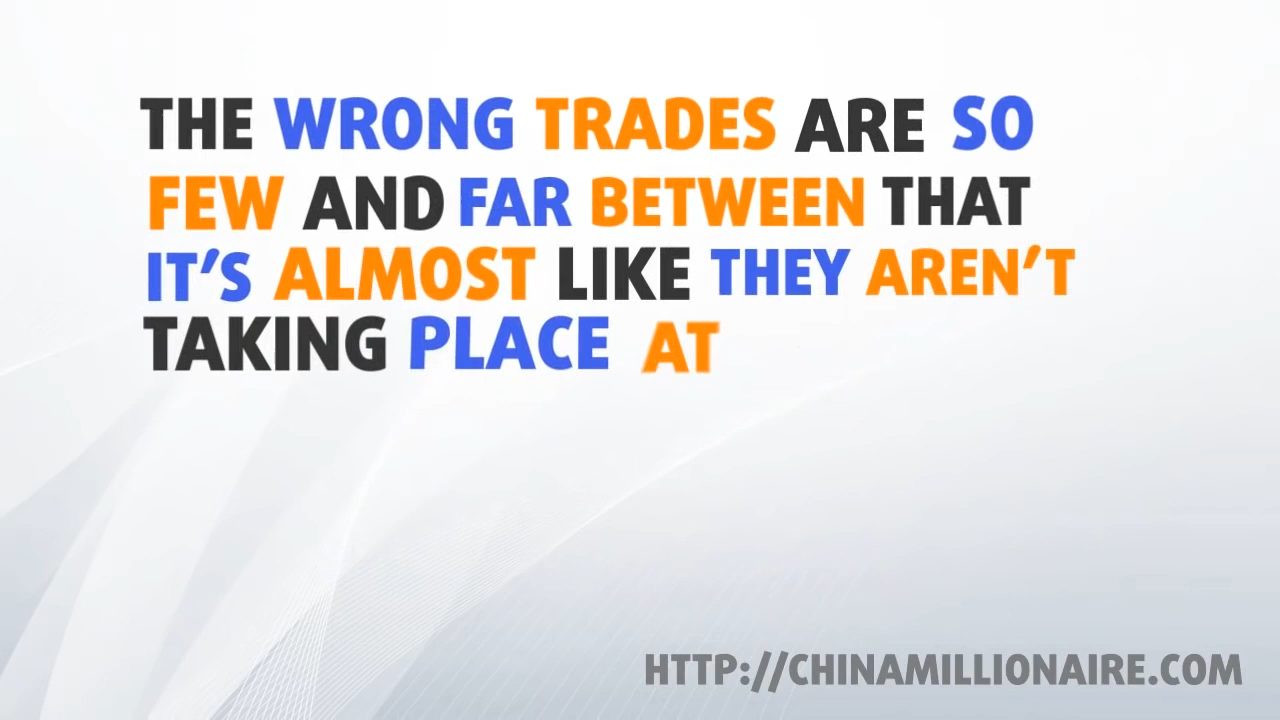 THE WRONG TRADES ARE SO
FEW AND FAR BETWEEN THAT
IT’S ALMOST LIKE THEY AREN’T
TAKING PLACE AT
HTTP://CHINAMILLIONAIRE.COM